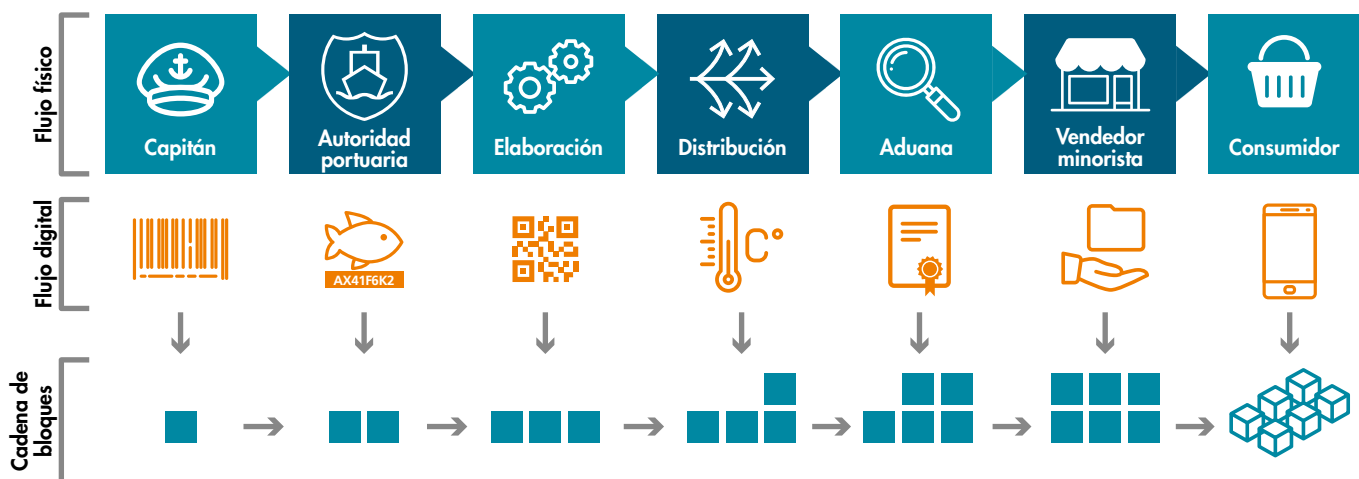 Flujo físico
Capitán
Autoridad
portuaria
Elaboración
Distribución
Aduana
Vendedor
minorista
Consumidor
Flujo digital
AX41F6K2
C°
Cadena de
bloques